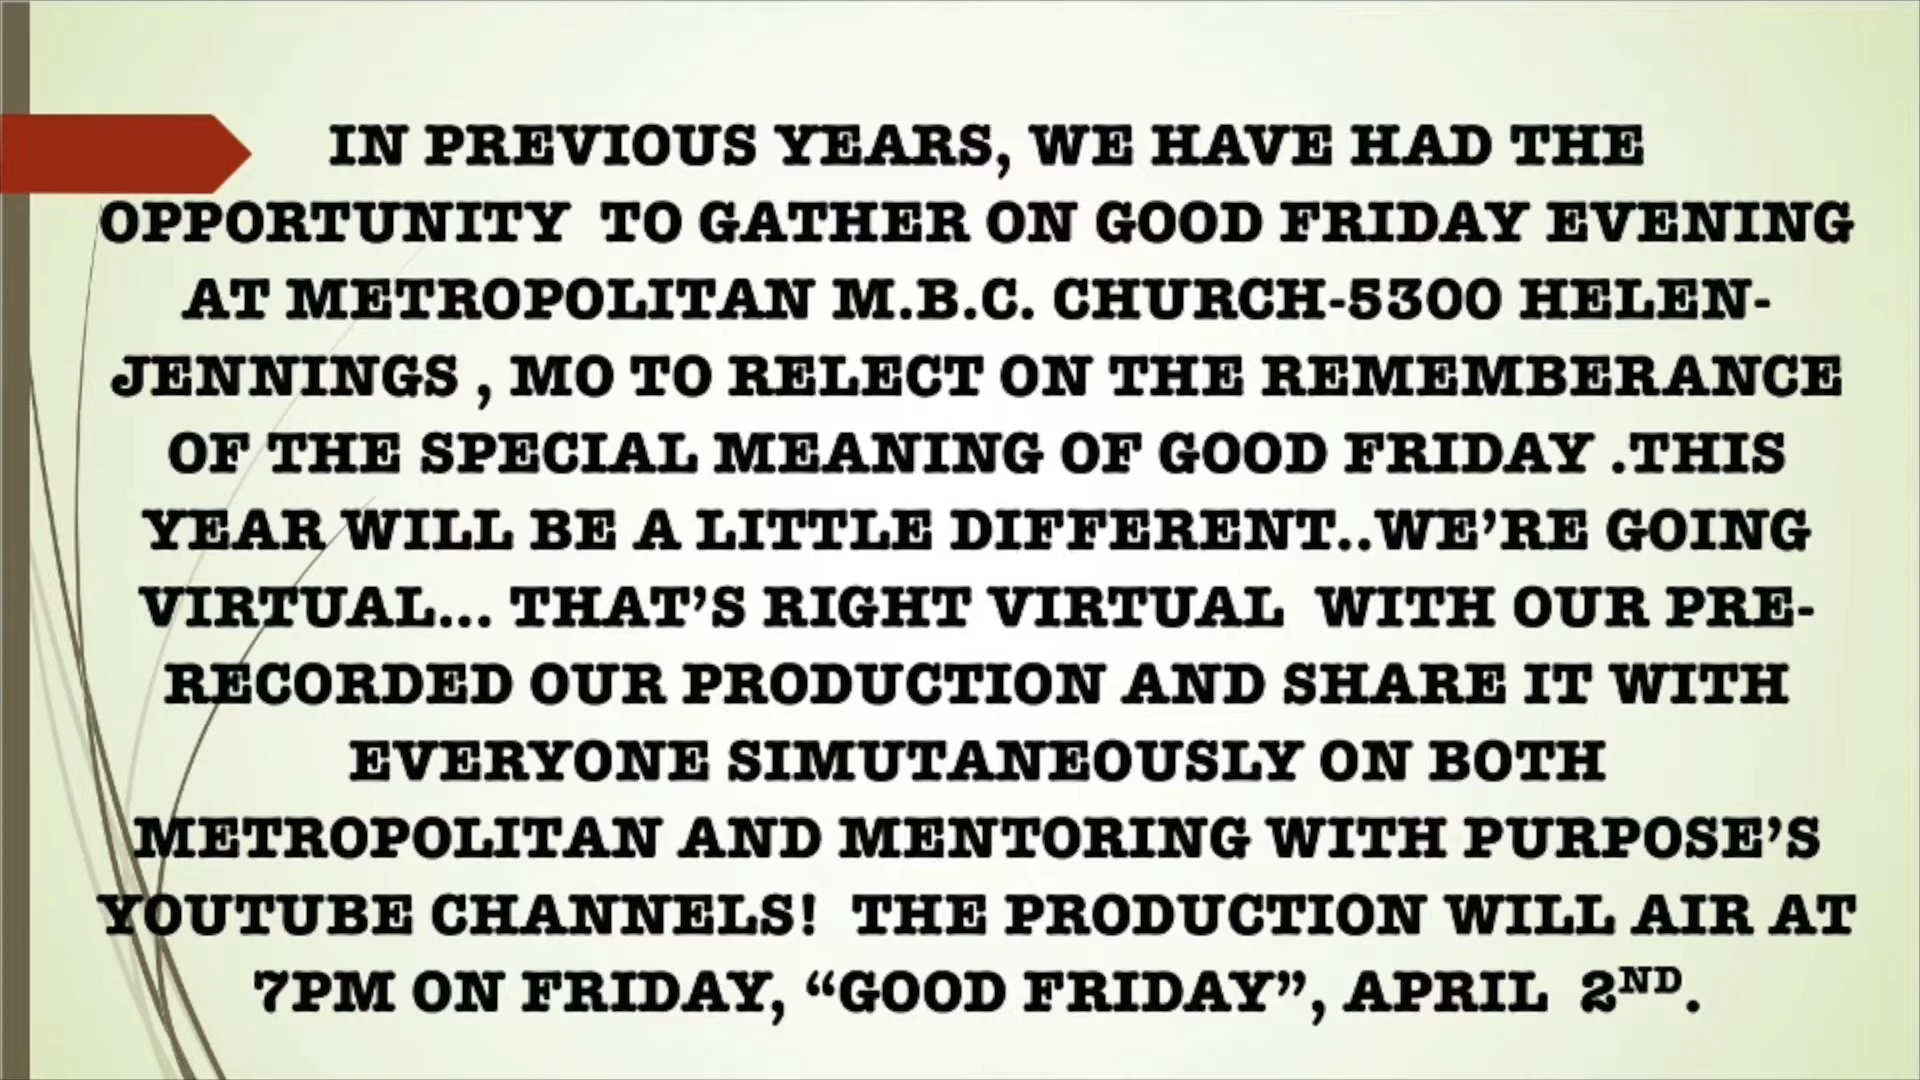 IN PREVIOUS YEARS, WE HAVE HAD THE
OPPORTUNITY TO GATHER ON GOOD FRIDAY EVENING
AT METROPOLITAN M.B.C. CHURCH-5300 HELEN-
JENNINGS , MO TO RELECT ON THE REMEMBERANCE
OF THE SPECIAL MEANING OF GOOD FRIDAY .THIS
YEAR WILL BE A LITTLE DIFFERENT..WE’RE GOING
VIRTUAL... THAT’S RIGHT VIRTUAL WITH OUR PRE-
RECORDED OUR PRODUCTION AND SHARE IT WITH
EVERYONE SIMUTANEOUSLY ON BOTH
METROPOLITAN AND MENTORING WITH PURPOSE’S
YOUTUBE CHANNELS! THE PRODUCTION WILL AIR AT
7PM ON FRIDAY, “GOOD FRIDAY”, APRIL 2ND.